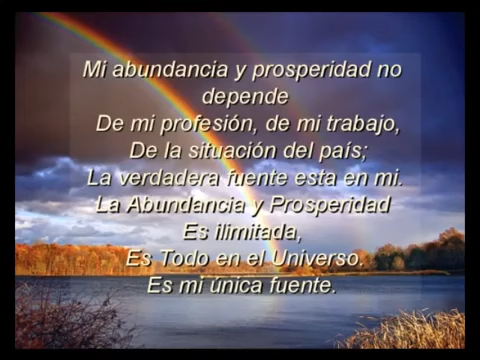 Mi abundancia y prosperidad no
depende
De mi profesión, de mi trabajo,
De la situación del país;
La verdadera fuente esta en mi.
La Abundancia y Prosperidad
Es ilimitada,
Es Todo en el Universo.
Es mi única fuente.